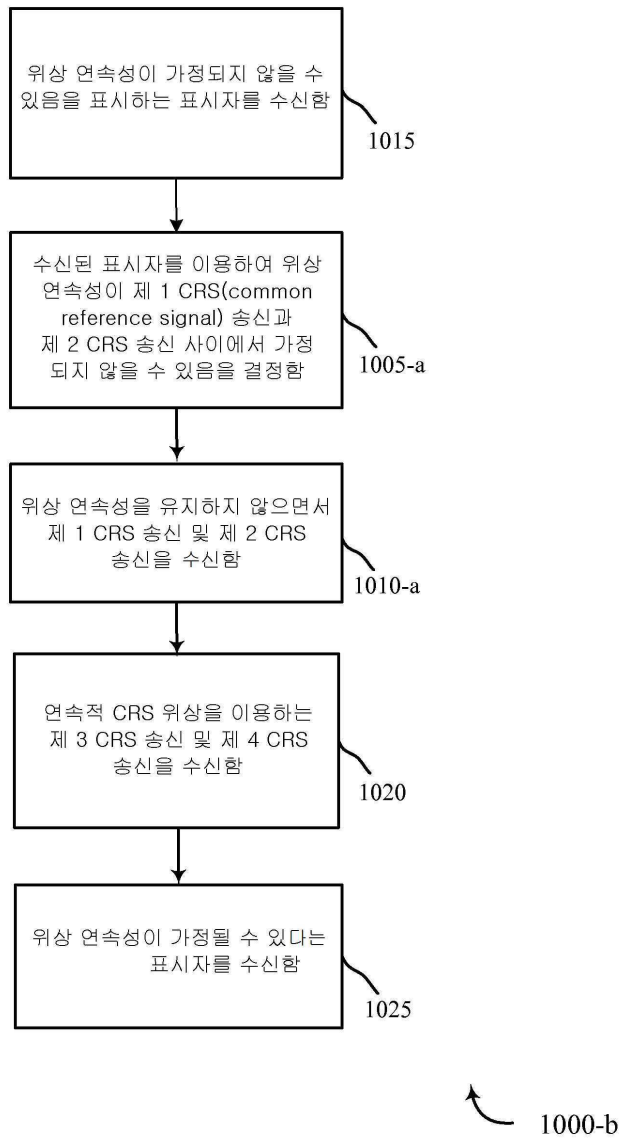 위상 연속성이 가정되지 않을 수
있음을 표시하는 표시자를 수신함
1015
수신된 표시자를 이용하여 위상
연속성이 제 1 CRS(common
reference signal) 송신과
제 2 CRS 송신 사이에서 가정
되지 않을 수 있음을 결정함
1005-a
위상 연속성을 유지하지 않으면서
제 1 CRS 송신 및 제 2 CRS
송신을 수신함
1010-a
연속적 CRS 위상을 이용하는
제 3 CRS 송신 및 제 4 CRS
송신을 수신함
1020
위상 연속성이 가정될 수 있다는
표시자를 수신함
1025
1000-b